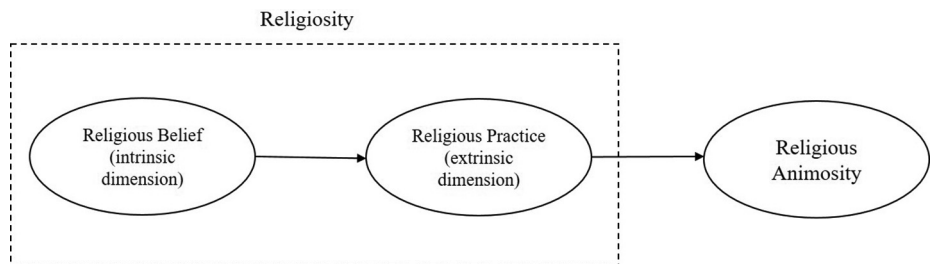 Religiosity
Religious Belief
(intrinsic
dimension)
Religious Practice
(extrinsic
dimension)
Religious
Animosity